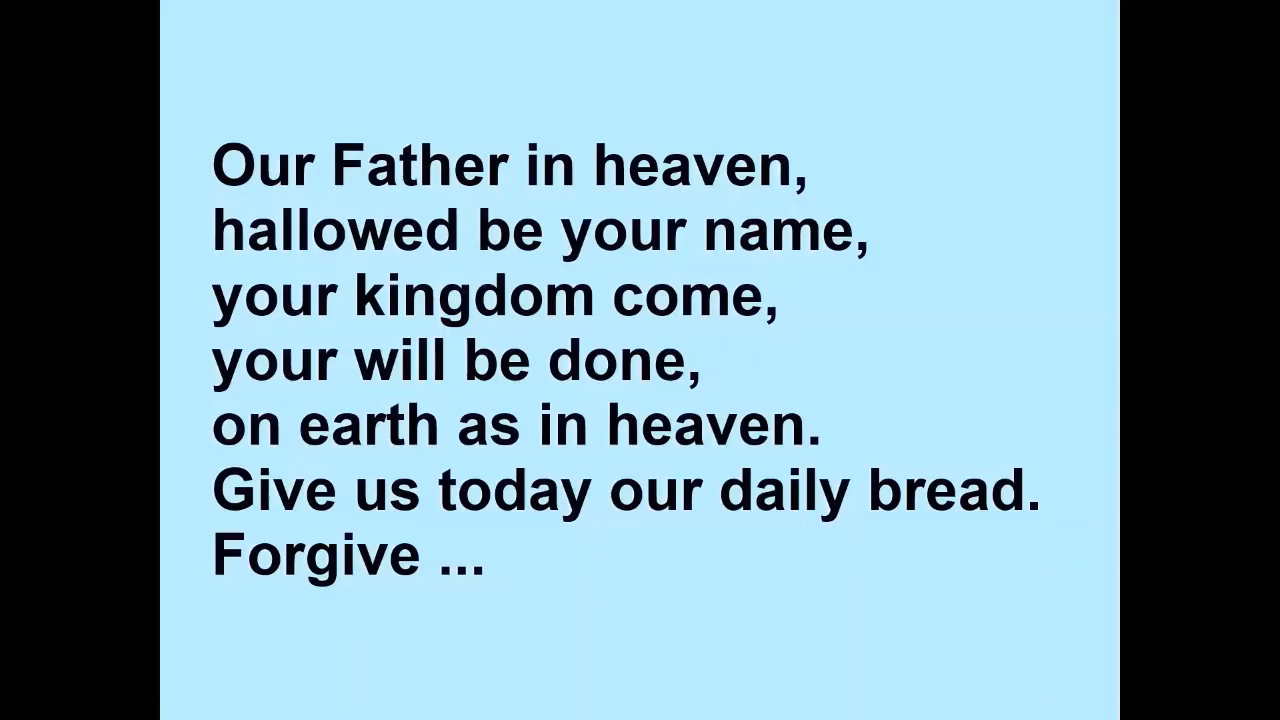 Our Father in heaven,
hallowed be your name,
your kingdom come,
your will be done,
on earth as in heaven.
Give us today our daily bread.
Forgive ...